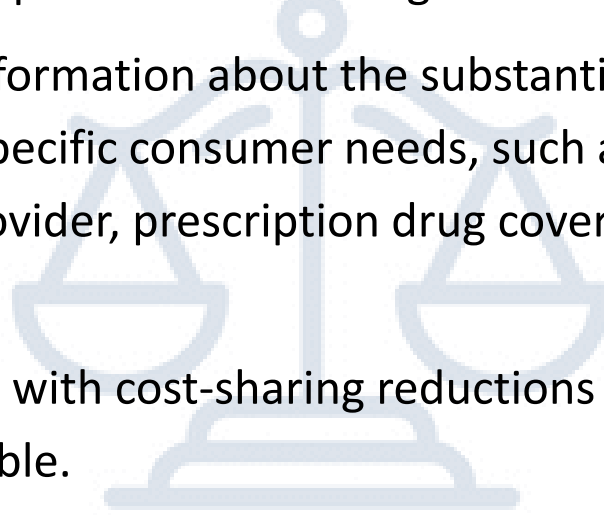 formation about the substanti
pecific consumer needs, such a
ovider, prescription drug cover
with cost-sharing reductions
ble.